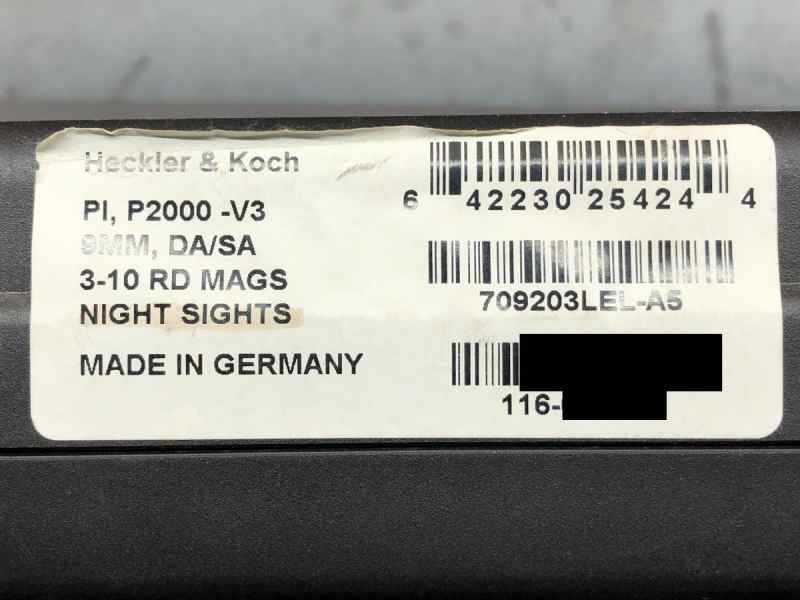 Heckler & Koch
PI, P2000 -V3
9MM, DA/SA
3-10 RD MAGS
NIGHT SIGHTS
MADE IN GERMANY
6 42230 25424 4
709203LEL-A5
116-